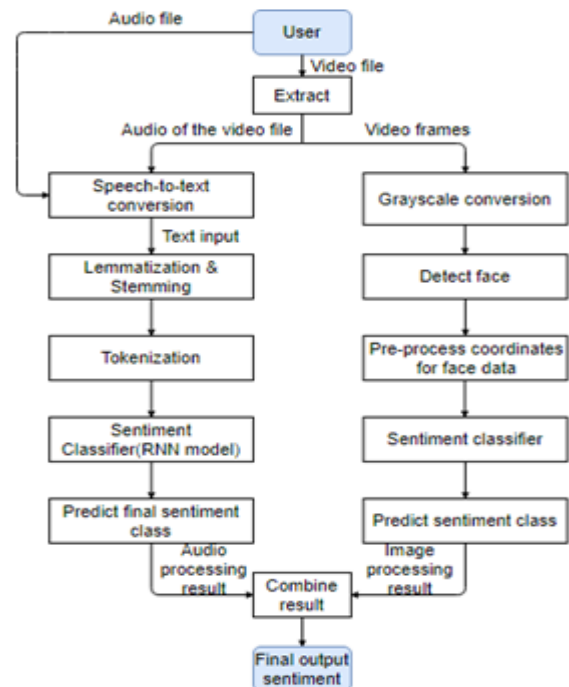 Audio file
User
Video file
Extract
Audio of the video file
Video frames
Speech-to-text
conversion
Grayscale conversion
Text input
Lemmatization &
Stemming
Detect face
Tokenization
Pre-process coordinates
for face data
Sentiment
Classifier(RNN model)
Sentiment classifier
Predict final sentiment
class
Predict sentiment class
Audio
processing
result
Image
processing
result
Combine
result
Final output
sentiment